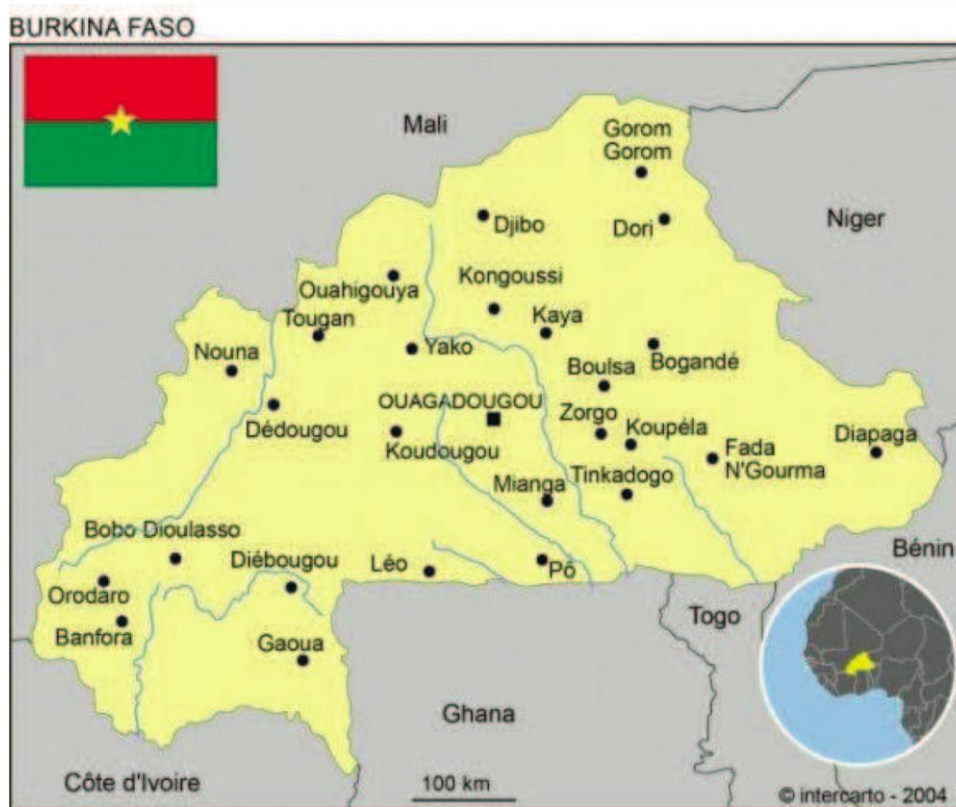 BURKINA FASO
Mali
Gorom
Gorom
Niger
Djibo
Dori
Ouahigouya
Kongoussi
Tougan
Kaya
Nouna
Yako
Bogandé
Boulsa
OUAGADOUGOU
Zorgo
Dédougou
Koudougou
Koupéla
Diapaga
Fada
N'Gourma
Mianga
Tinkadogo
Bobo Dioulasso
Diébougou
Léo
Pô
Bénin
Orodaro
Banfora
Togo
Gaoua
Ghana
Côte d'Ivoire
100 km
© intercarto - 2004